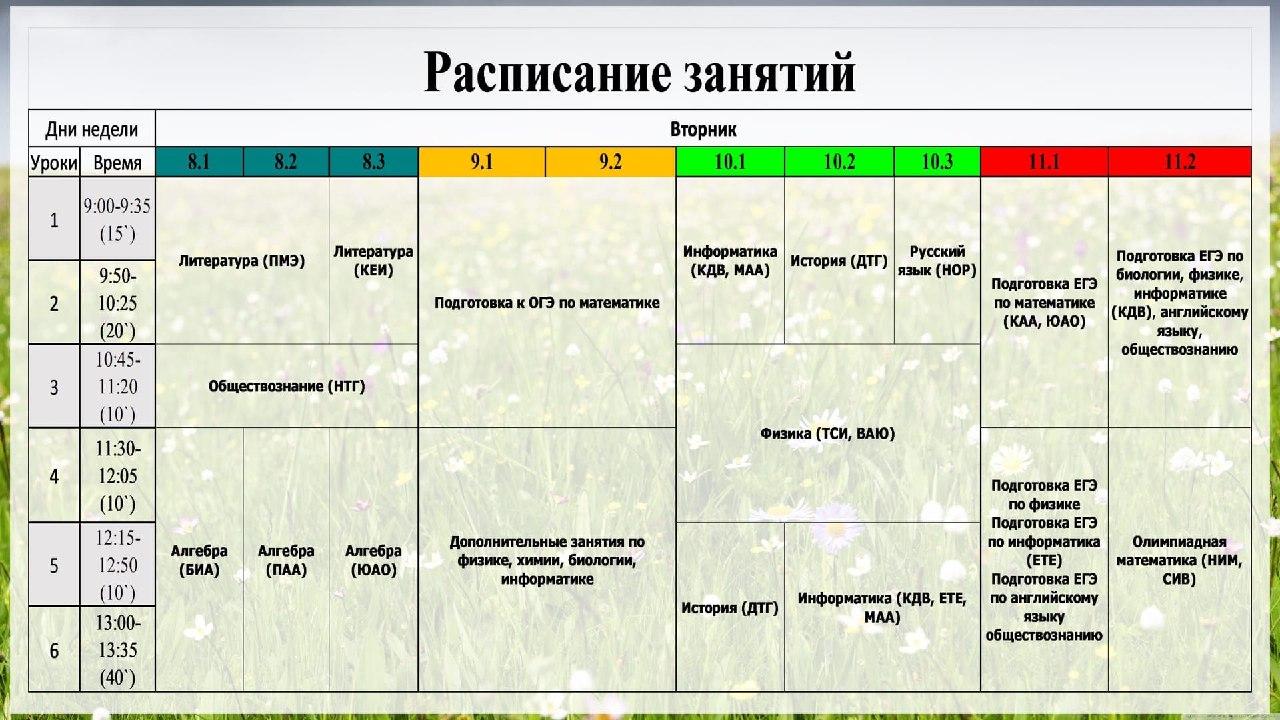 Расписание занятий
Дни недели
Вторник
Уроки
Время
8.1
8.2
8.3
9.1
9.2
10.1
10.2
10.3
11.1
11.2
1
9:00-9:35
(15`)
Литература (ПМЭ)
Литература
(КЕИ)
Подготовка к ОГЭ по математике
Информатика
(КДВ, МАА)
История (ДТГ)
Русский
язык (НОР)
Подготовка ЕГЭ
по математике
(КАА, ЮАО)
Подготовка ЕГЭ по
биологии, физике,
информатике
(КДВ), английскому
языку,
обществознанию
2
9:50-
10:25
(20`)
3
10:45-
11:20
(10`)
Обществознание (НТГ)
Физика (ТСИ, ВАЮ)
4
11:30-
12:05
(10`)
Алгебра
(БИА)
Алгебра
(ПАА)
Алгебра
(ЮАО)
Дополнительные занятия по
физике, химии, биологии,
информатике
Подготовка ЕГЭ
по физике
Подготовка ЕГЭ
по информатика
(ЕТЕ)
Подготовка ЕГЭ
по английскому
языку
обществознанию
Олимпиадная
математика (НИМ,
СИВ)
5
12:15-
12:50
(10`)
История (ДТГ)
Информатика (КДВ, ЕТЕ,
МАА)
6
13:00-
13:35
(40`)